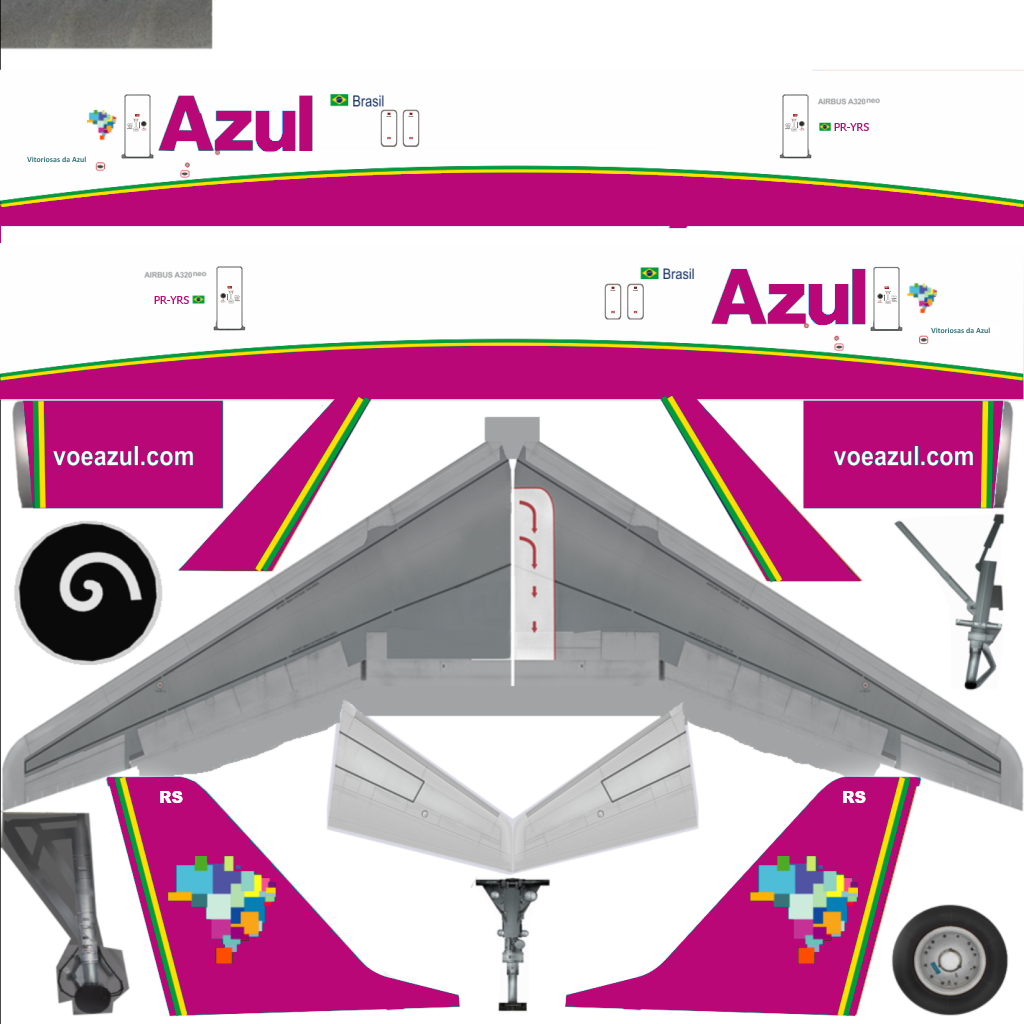 Azul
Brasil
AIRBUS A320neo
PR-YRS
Vitoriosas da Azul
AIRBUS A320neo
PR-YRS
Brasil
Azul
Vitoriosas da Azul
voeazul.com
voeazul.com
RS
RS